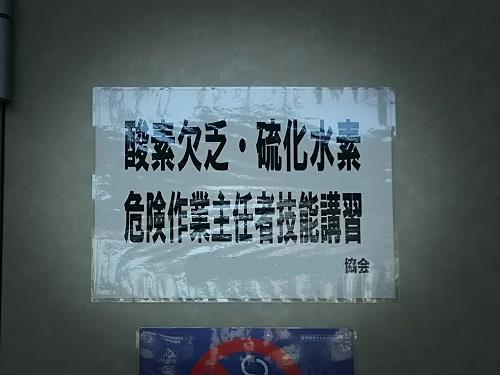 酸素欠乏・硫化水素
危険作業主任者技能講習
協会